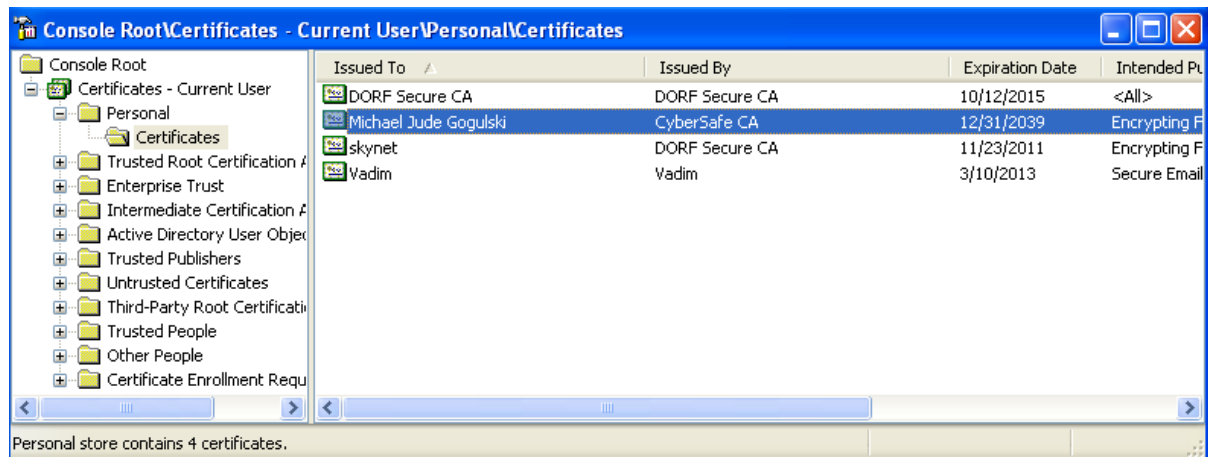 Console Root\Certificates - Current User\Personal\Certificates
Console Root
Certificates - Current User
Personal
Certificates
Trusted Root Certification A
Enterprise Trust
Intermediate Certification A
Active Directory User Objec
Trusted Publishers
Untrusted Certificates
Third-Party Root Certificati
Trusted People
Other People
Certificate Enrollment Requ
Issued To Issued By Expiration Date Intended Pu
DORF Secure CA DORF Secure CA 10/12/2015 <All>
Michael Jude Gogulski CyberSafe CA 12/31/2039 Encrypting F
skynet DORF Secure CA 11/23/2011 Encrypting F
Vadim Vadim 3/10/2013 Secure Email
Personal store contains 4 certificates.